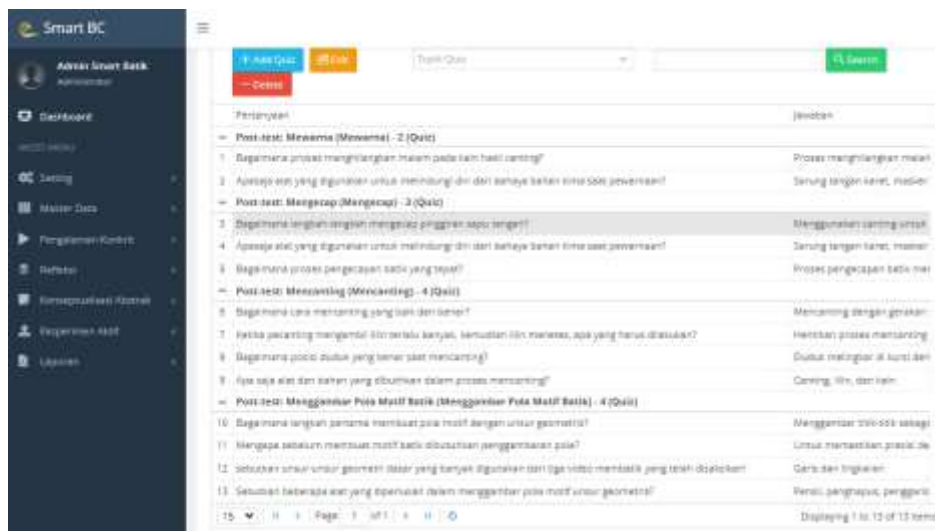 Smart BC
Admin Smart Batik
Administrator
Dashboard
Setting
Master Data
Pengalaman Konkrit
Refleksi
Konseptualisasi Abstrak
Eksperimen Aktif
Laporan
+ Add Quiz
Edit
Topik Quiz
Search
Delete
Pertanyaan
Jawaban
Post-test: Mewarna (Mewarna) - 2 (Quiz)
1 Bagaimana proses menghilangkan malam pada kain hasil canting?
Proses menghilangkan malam
2 Apasaja alat yang digunakan untuk melindungi diri dari bahaya bahan kimia saat pewarnaan?
Sarung tangan karet, masker
Post-test: Mengecap (Mengecap) - 3 (Quiz)
3 Bagaimana langkah-langkah mengecap pinggiran sapu tangan?
Menggunakan canting untuk
4 Apasaja alat yang digunakan untuk melindungi diri dari bahaya bahan kimia saat pewarnaan?
Sarung tangan karet, masker
5 Bagaimana proses pengecapan batik yang tepat?
Proses pengecapan batik
Post-test: Mencanting (Mencanting) - 4 (Quiz)
6 Bagaimana cara mencanting yang baik dan benar?
Mencanting dengan gerakan
7 Ketika pecanting mengambil lilin terlalu banyak, kemudian lilin menetes, apa yang harus dilakukan?
Hentikan proses mencanting
8 Bagaimana posisi duduk yang benar saat mencanting?
Duduk melingkar di kursi dan
9 Apa saja alat dan bahan yang dibutuhkan dalam proses mencanting?
Canting, lilin, dan kain
Post-test: Menggambar Pola Motif Batik (Menggambar Pola Motif Batik) - 4 (Quiz)
10 Bagaimana langkah pertama membuat pola motif dengan unsur geometris?
Menggambar titik-titik sebagai
11 Mengapa sebelum membuat motif batik dibutuhkan penggambaran pola?
Untuk memastikan presisi
12 sebutkan unsur-unsur geometri dasar yang banyak digunakan dari tiga video membatik yang telah disaksikan!
Garis dan lingkaran
13 Sebutkan beberapa alat yang diperlukan dalam menggambar pola motif unsur geometris?
Pensil, penghapus, penggaris
15 Page 1 of 1
Displaying 1 to 13 of 13 items